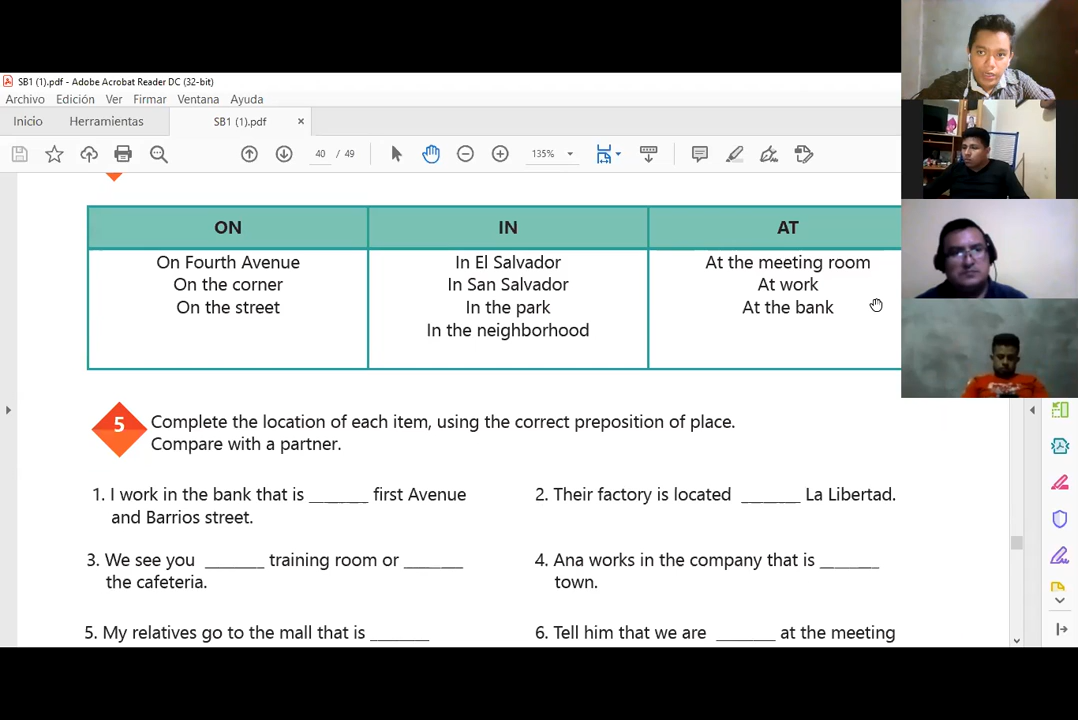 SB1 (1).pdf - Adobe Acrobat Reader DC (32-bit)
Archivo Edición Ver Firmar Ventana Ayuda
Inicio Herramientas SB1 (1).pdf ×
40 / 49 135%
ON IN AT
On Fourth Avenue In El Salvador At the meeting room
On the corner In San Salvador At work
On the street In the park At the bank
In the neighborhood
5 Complete the location of each item, using the correct preposition of place.
Compare with a partner.
1. I work in the bank that is _______ first Avenue
and Barrios street.
2. Their factory is located _______ La Libertad.
3. We see you _______ training room or _______
the cafeteria.
4. Ana works in the company that is _______
town.
5. My relatives go to the mall that is _______
6. Tell him that we are _______ at the meeting